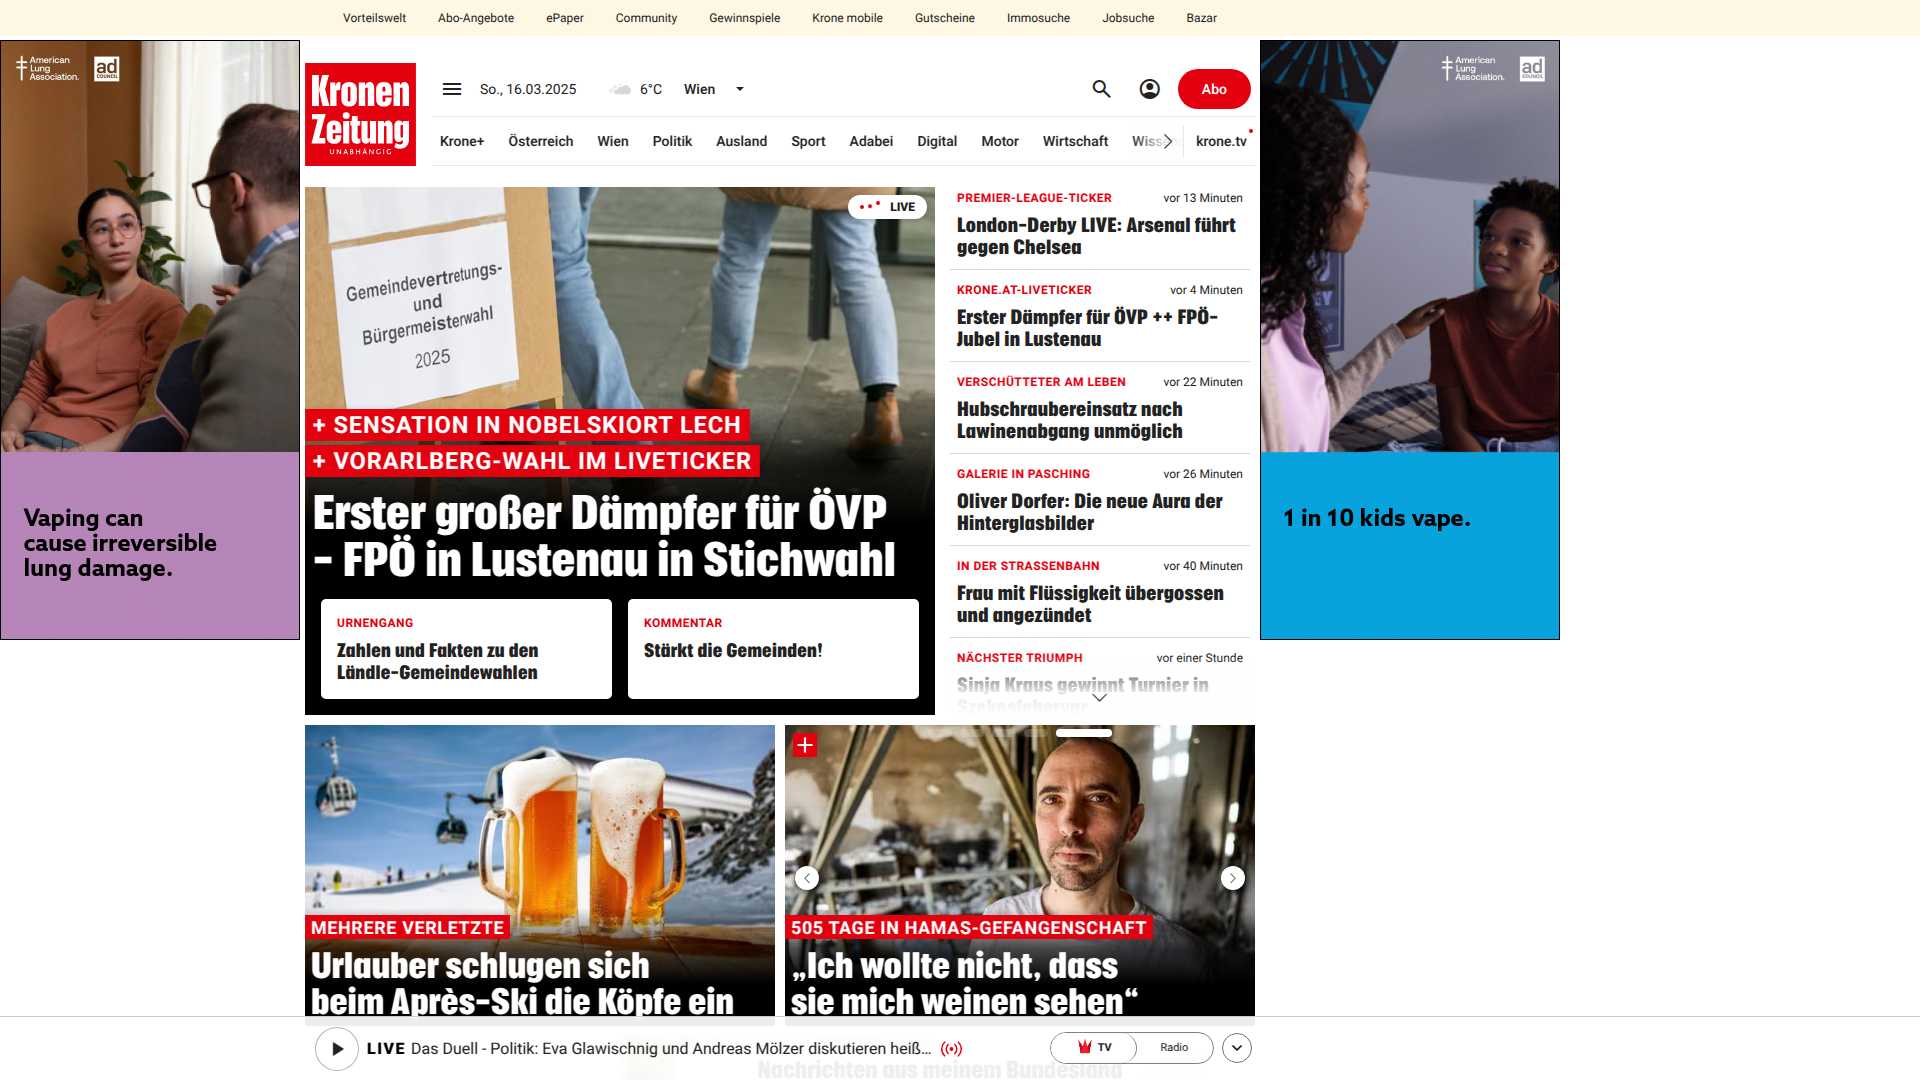 Vorteilswelt
Abo-Angebote
ePaper
Community
Gewinnspiele
Krone mobile
Gutscheine
Immosuche
Jobsuche
Bazar
American
Lung
Association.
ad
COUNCIL
Vaping can
cause irreversible
lung damage.
Kronen
Zeitung
UNABHÄNGIG
So., 16.03.2025
6°C
Wien
Abo
Krone+
Österreich
Wien
Politik
Ausland
Sport
Adabei
Digital
Motor
Wirtschaft
krone.tv
LIVE
Gemeindevertretungs-
und
Bürgermeisterwahl
2025
+ SENSATION IN NOBELSKIORT LECH
+ VORARLBERG-WAHL IM LIVETICKER
Erster großer Dämpfer für ÖVP
– FPÖ in Lustenau in Stichwahl
URNENGANG
Zahlen und Fakten zu den
Ländle-Gemeindewahlen
KOMMENTAR
Stärkt die Gemeinden!
PREMIER-LEAGUE-TICKER
vor 13 Minuten
London-Derby LIVE: Arsenal führt
gegen Chelsea
KRONE.AT-LIVETICKER
vor 4 Minuten
Erster Dämpfer für ÖVP ++ FPÖ-
Jubel in Lustenau
VERSCHÜTTETER AM LEBEN
vor 22 Minuten
Hubschraubereinsatz nach
Lawinenabgang unmöglich
GALERIE IN PASCHING
vor 26 Minuten
Oliver Dorfer: Die neue Aura der
Hinterglasbilder
IN DER STRASSENBAHN
vor 40 Minuten
Frau mit Flüssigkeit übergossen
und angezündet
NÄCHSTER TRIUMPH
vor einer Stunde
Sinja Kraus gewinnt Turnier in
Szekesfehervar
American
Lung
Association.
ad
COUNCIL
1 in 10 kids vape.
MEHRERE VERLETZTE
Urlauber schlugen sich
beim Après-Ski die Köpfe ein
505 TAGE IN HAMAS-GEFANGENSCHAFT
„Ich wollte nicht, dass
sie mich weinen sehen“
LIVE Das Duell - Politik: Eva Glawischnig und Andreas Mölzer diskutieren heiß...
TV
Radio
Nachrichten aus meinem Bundesland